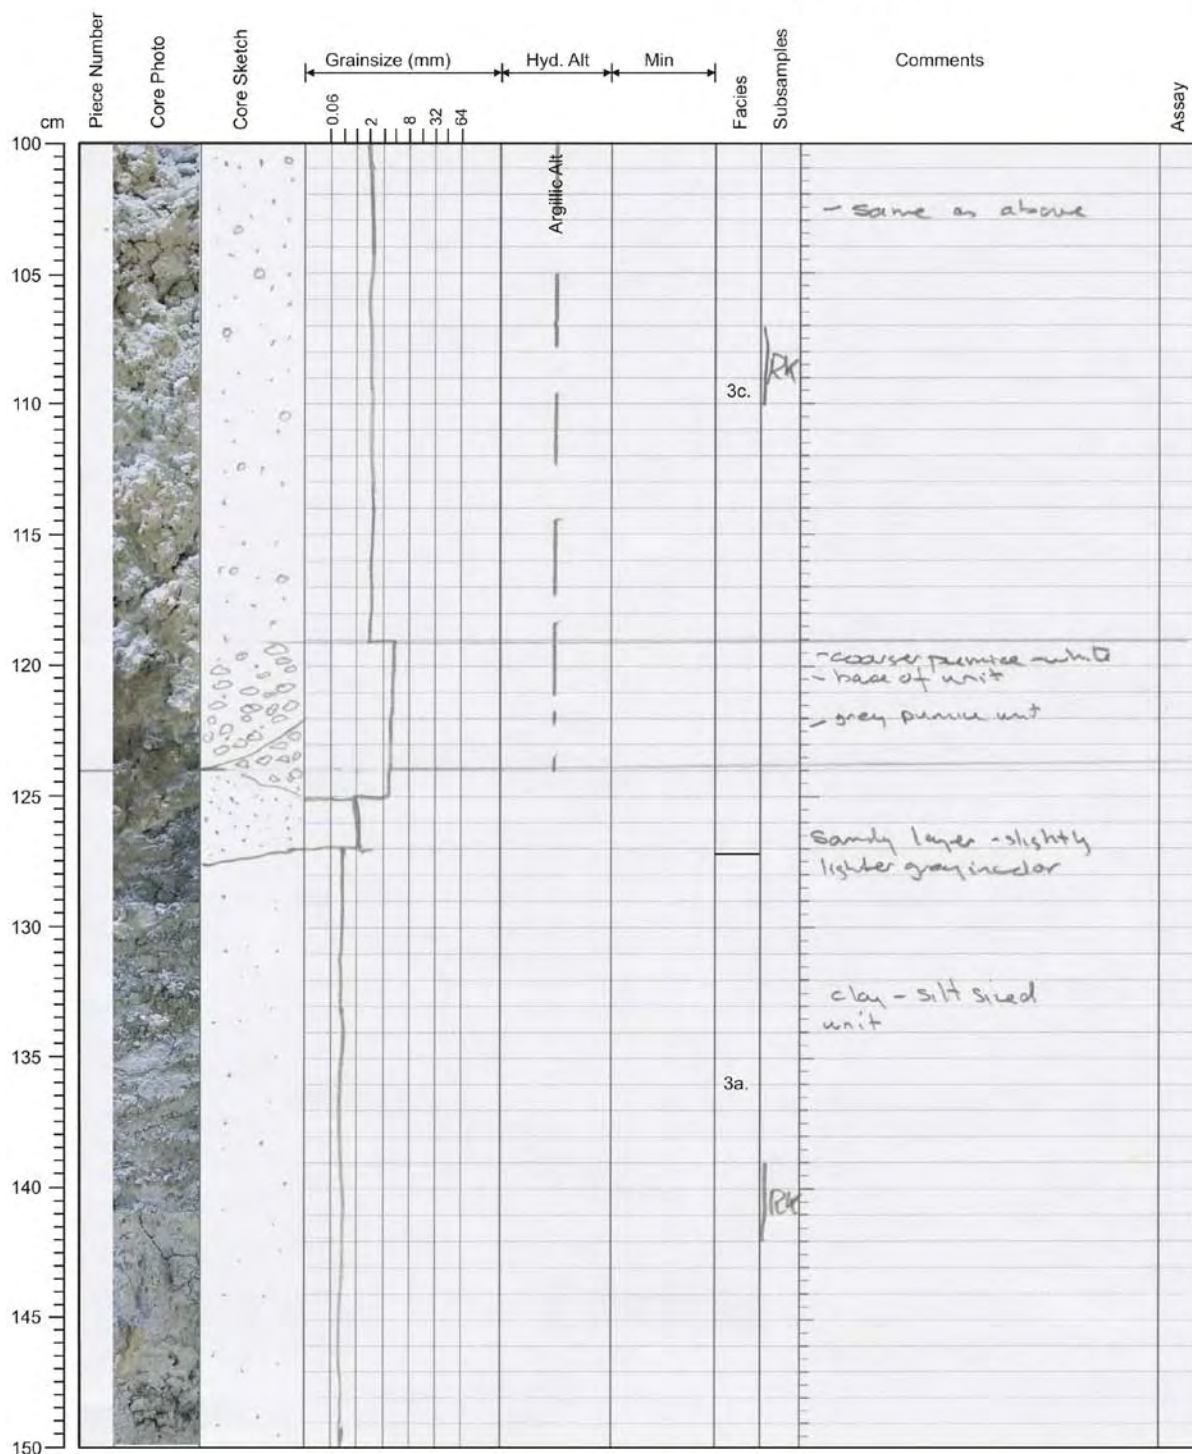 cm
Piece Number
Core Photo
Core Sketch
Grainsize (mm)
0.06
2
8
32
64
Hyd. Alt
Min
Facies
Subsamples
Comments
Assay
100
105
110
115
120
125
130
135
140
145
150
Argillic Alt
- same as above
RK
3c.
- coarser pumice - white
- base of unit
- grey pumice unit
Sandy layer - slightly
lighter grey in color
clay - silt sized
unit
3a.
RK